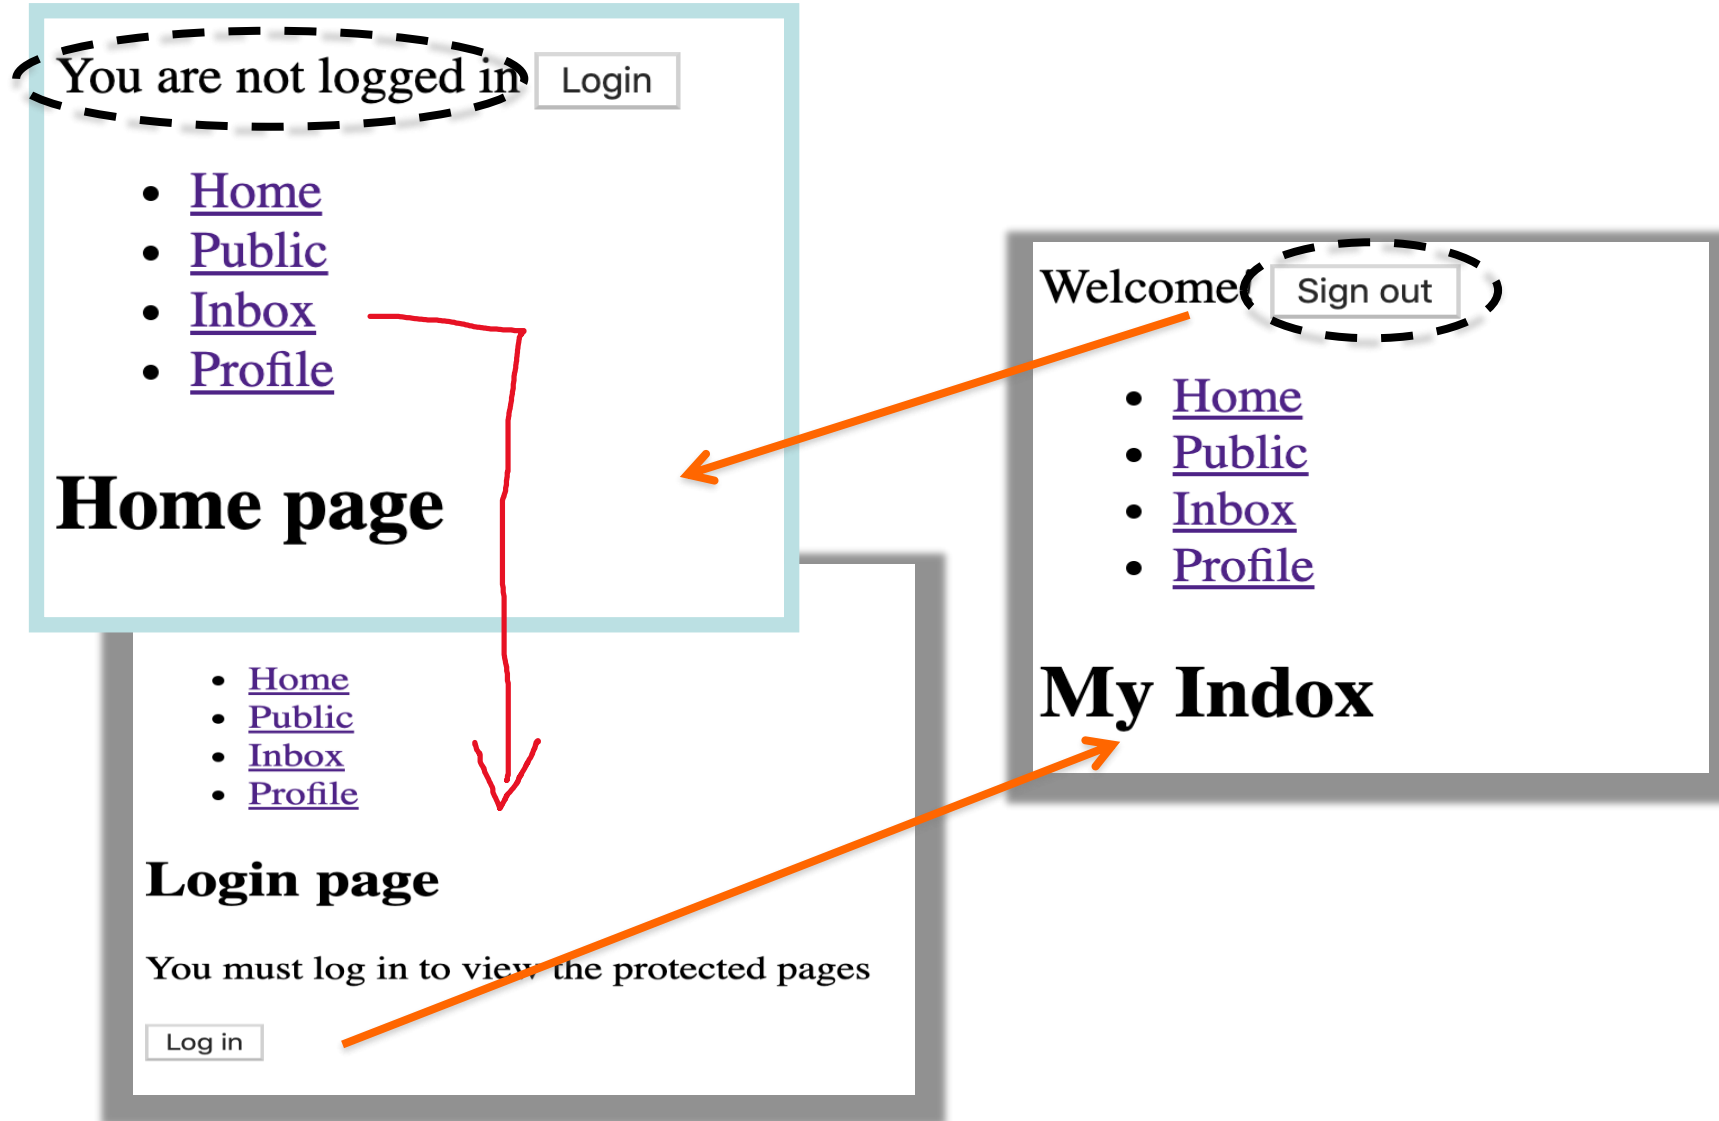 You are not logged in Login
Home
Public
Inbox
Profile
Home page
Home
Public
Inbox
Profile
Login page
You must log in to view the protected pages
Log in
Welcome! Sign out
Home
Public
Inbox
Profile
My Indox